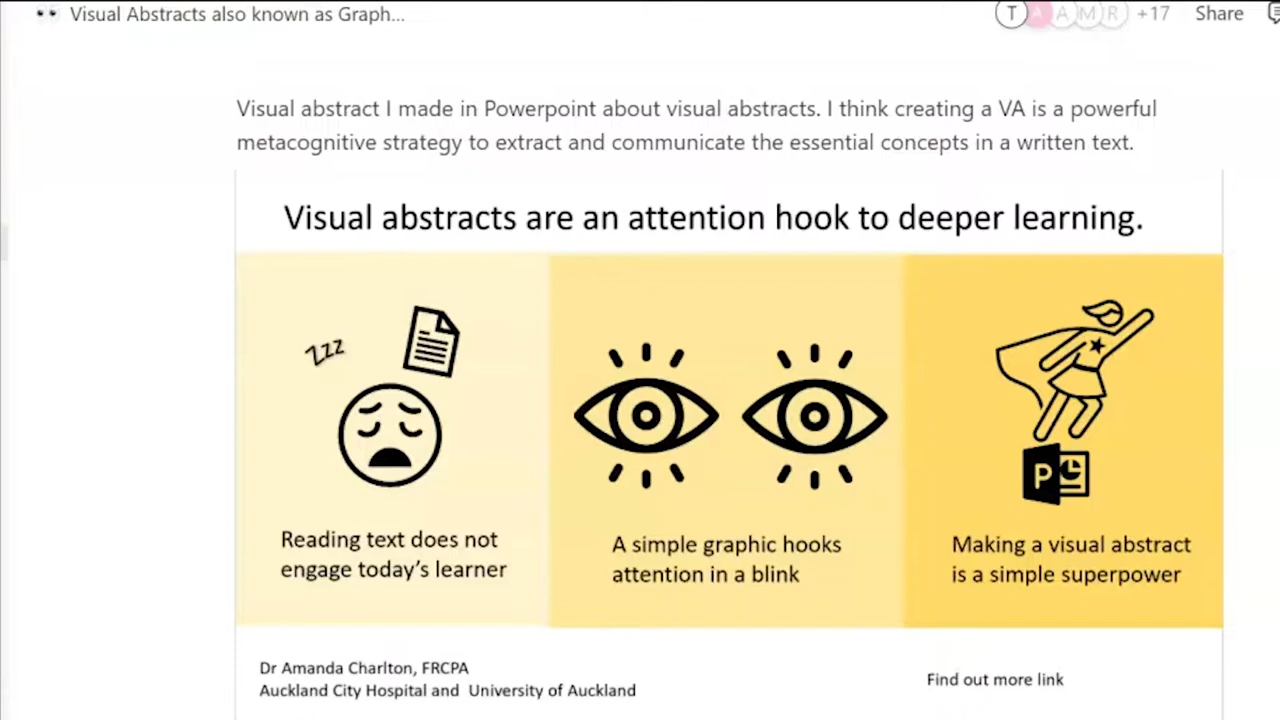 Visual Abstracts also known as Graph...
T A A M R +17 Share
Visual abstract I made in Powerpoint about visual abstracts. I think creating a VA is a powerful
metacognitive strategy to extract and communicate the essential concepts in a written text.
Visual abstracts are an attention hook to deeper learning.
Zzz
Reading text does not
engage today's learner
A simple graphic hooks
attention in a blink
P
Making a visual abstract
is a simple superpower
Dr Amanda Charlton, FRCPA
Auckland City Hospital and University of Auckland
Find out more link